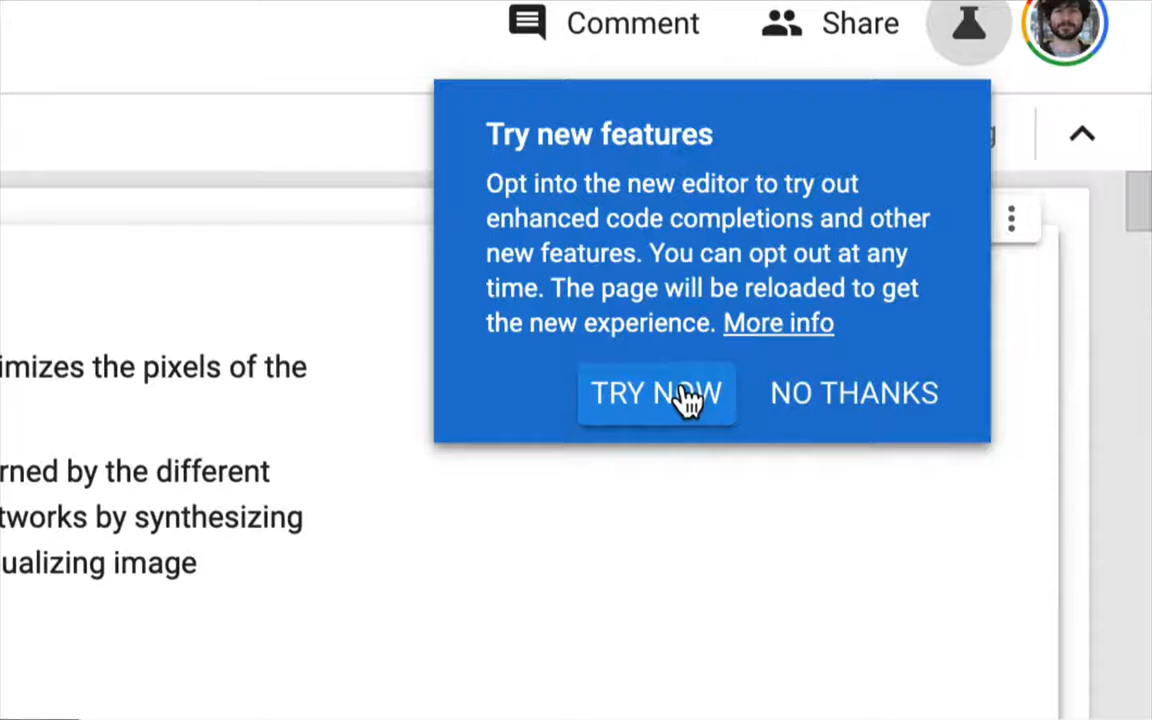 Comment Share
Try new features
Opt into the new editor to try out
enhanced code completions and other
new features. You can opt out at any
time. The page will be reloaded to get
the new experience. More info
TRY NOW NO THANKS
imizes the pixels of the
rned by the different
tworks by synthesizing
ualizing image